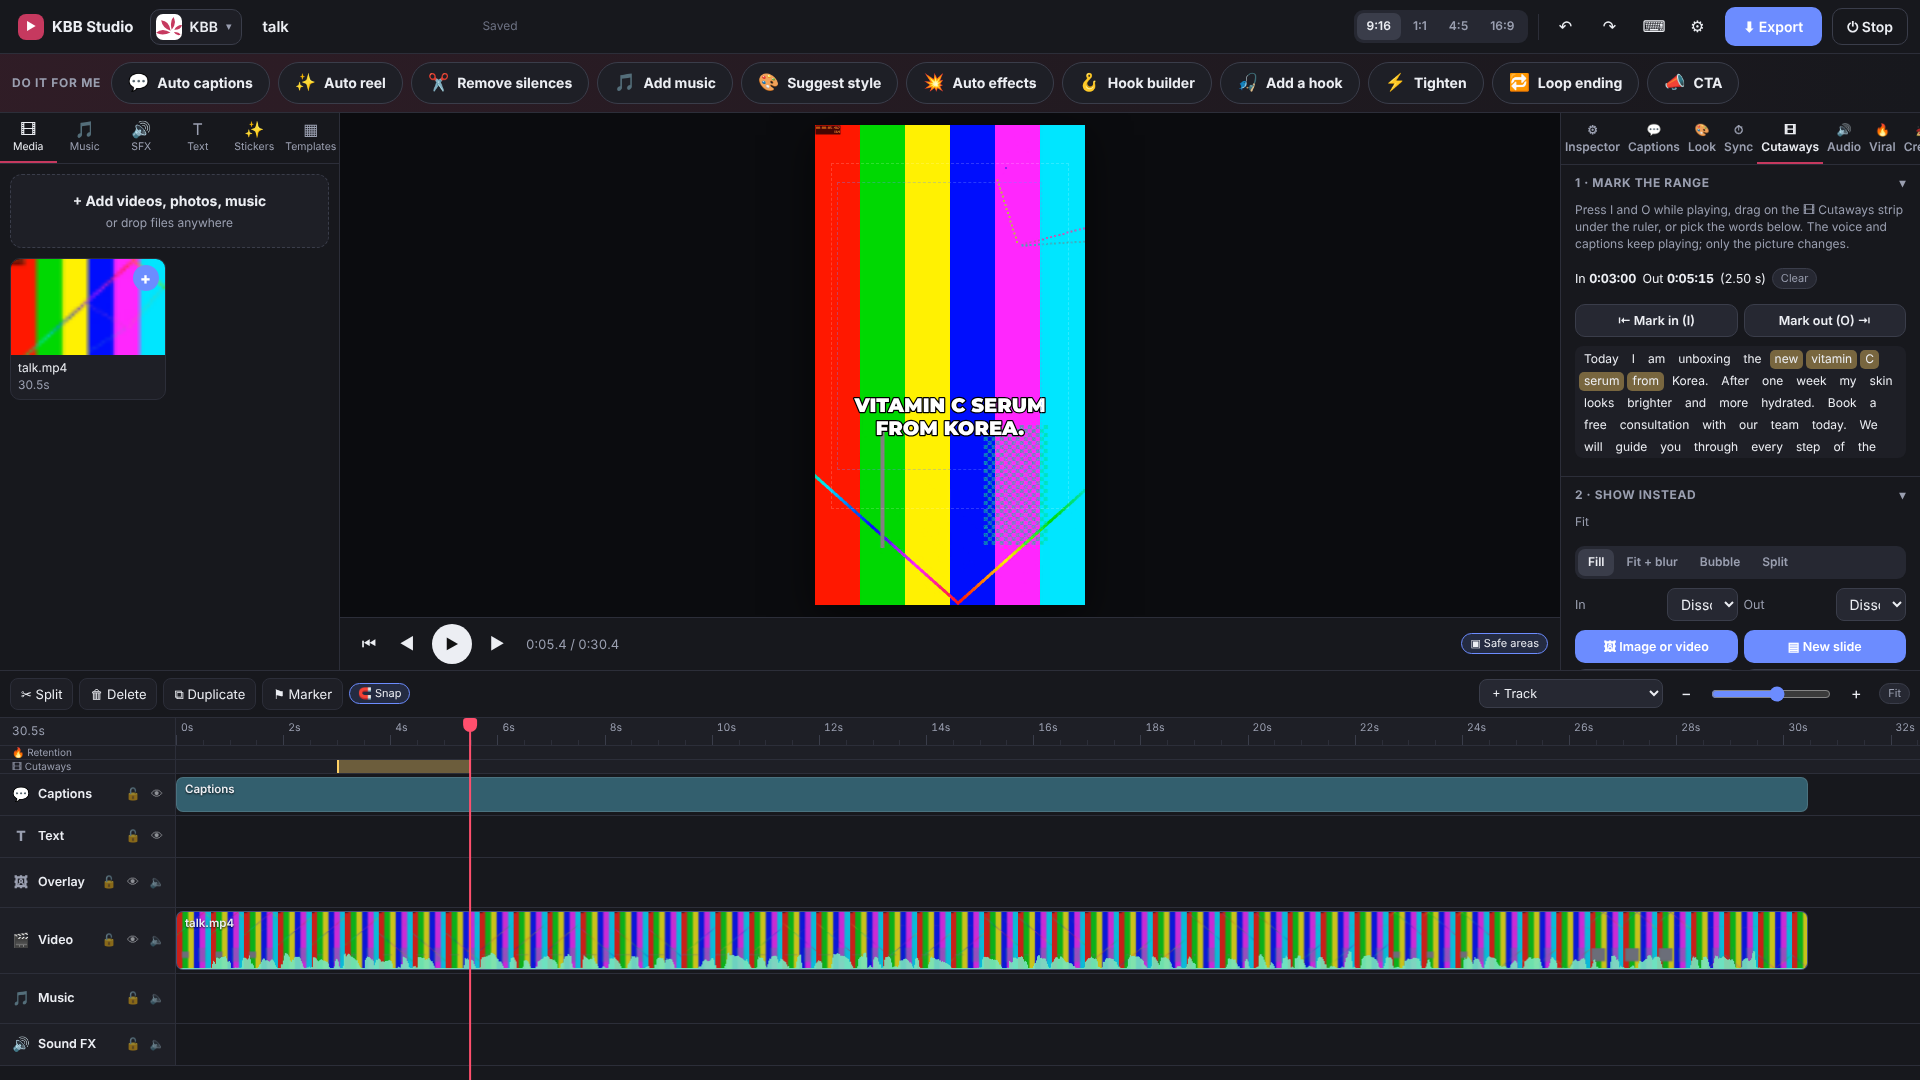 KBB Studio
KBB
talk
Saved
9:16
1:1
4:5
16:9
Export
Stop
DO IT FOR ME
Auto captions
Auto reel
Remove silences
Add music
Suggest style
Auto effects
Hook builder
Add a hook
Tighten
Loop ending
CTA
Media
Music
SFX
Text
Stickers
Templates
+ Add videos, photos, music
or drop files anywhere
talk.mp4
30.5s
VITAMIN C SERUM
FROM KOREA.
0:05.4 / 0:30.4
Safe areas
Inspector
Captions
Look
Sync
Cutaways
Audio
Viral
1 · MARK THE RANGE
Press I and O while playing, drag on the Cutaways strip
under the ruler, or pick the words below. The voice and
captions keep playing; only the picture changes.
In 0:03:00 Out 0:05:15 (2.50 s) Clear
Mark in (I)
Mark out (O)
Today I am unboxing the new vitamin C
serum from Korea. After one week my skin
looks brighter and more hydrated. Book a
free consultation with our team today. We
will guide you through every step of the
2 · SHOW INSTEAD
Fit
Fill
Fit + blur
Bubble
Split
In
Out
Image or video
New slide
Split
Delete
Duplicate
Marker
Snap
+ Track
Fit
30.5s
0s
2s
4s
6s
8s
10s
12s
14s
16s
18s
20s
22s
24s
26s
28s
30s
32s
Retention
Cutaways
Captions
Captions
Text
Overlay
Video
talk.mp4
Music
Sound FX